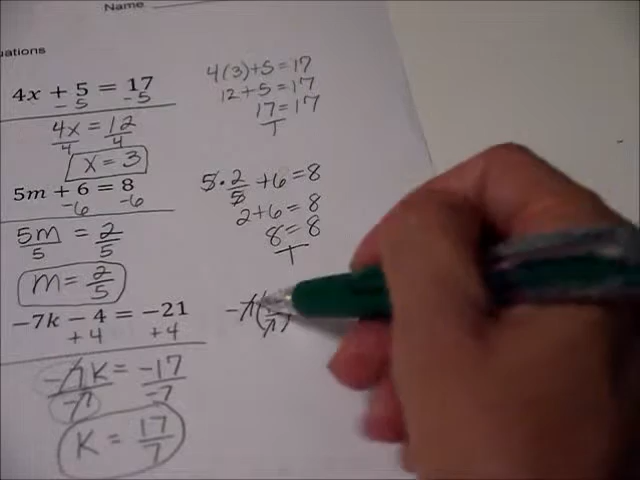 Name
uations
4x + 5 = 17
- 5 - 5
4x = 12
4 4
x = 3
4(3)+5=17
12+5=17
17=17
T
5m + 6 = 8
-6 -6
5m = 2
5 5
m = 2/5
5·2/5 +6=8
2+6=8
8=8
T
-7k - 4 = -21
+4 +4
-7K = -17
-7 -7
K = 17/7
-7(
7)